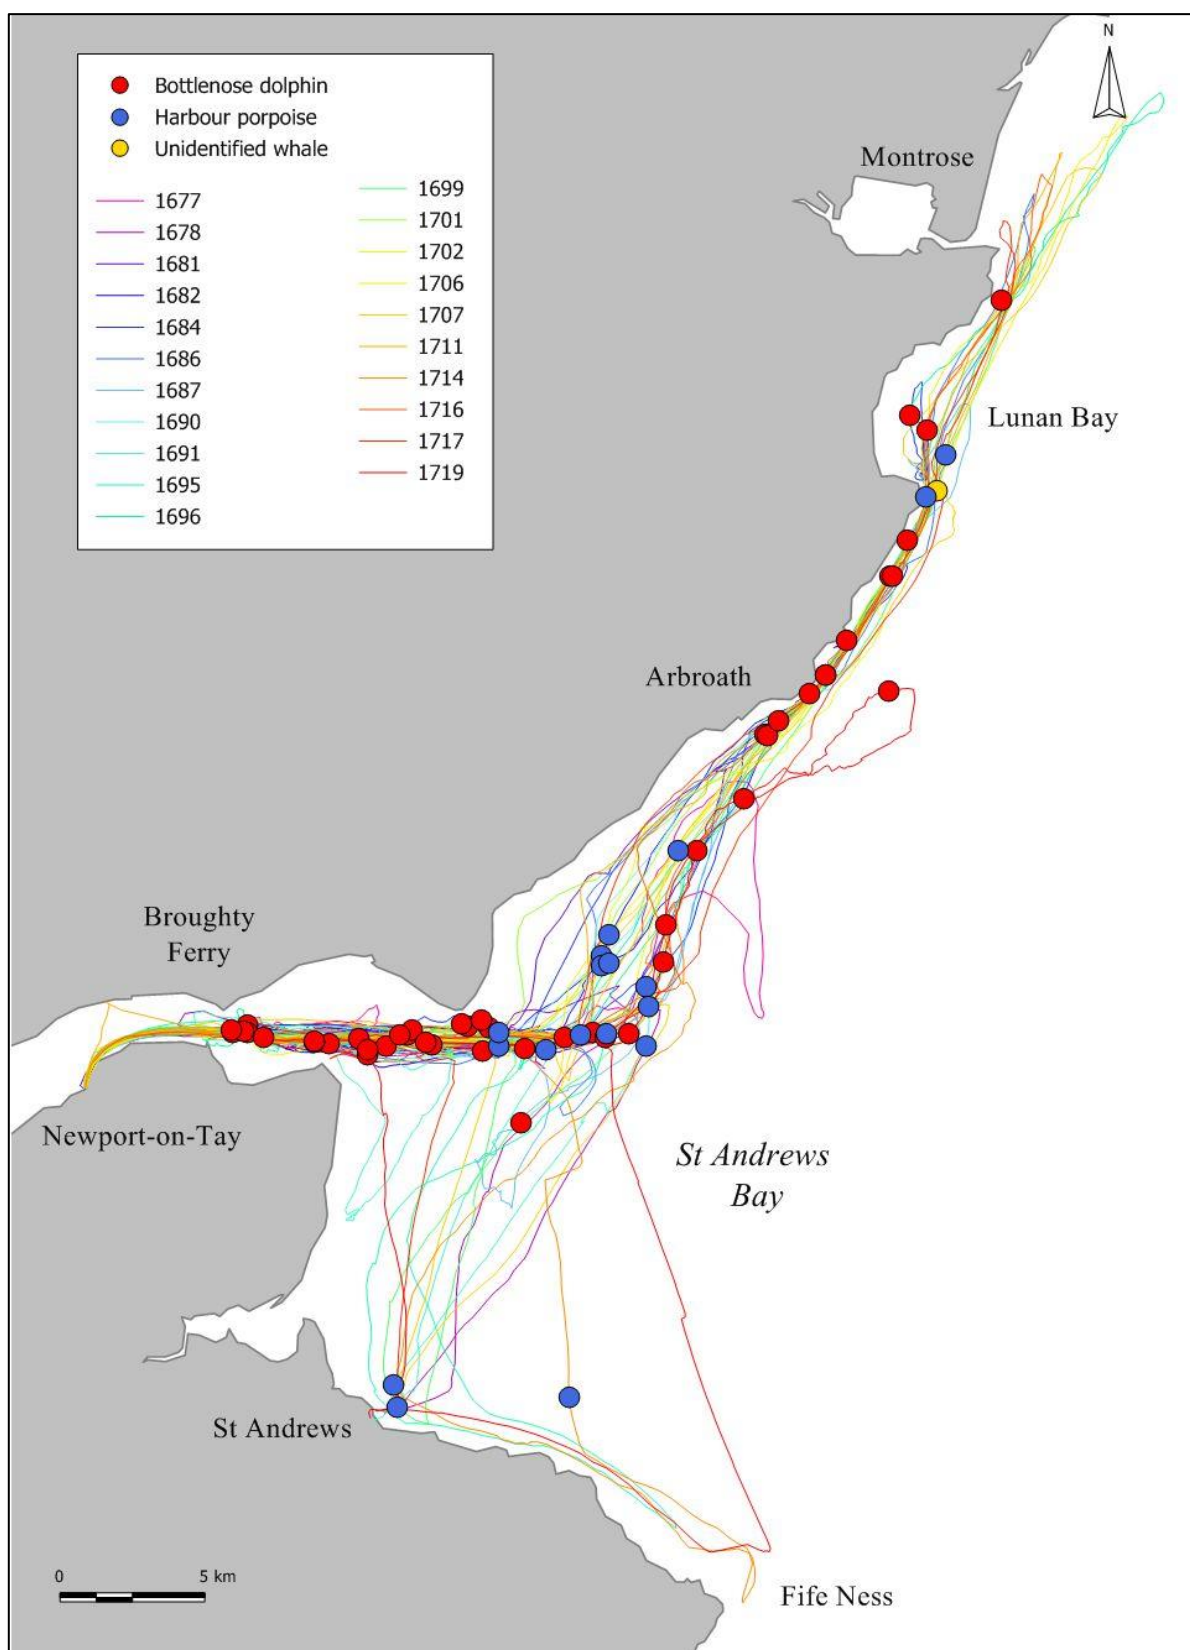 N
Bottlenose dolphin
Harbour porpoise
Unidentified whale
1677
1678
1681
1682
1684
1686
1687
1690
1691
1695
1696
1699
1701
1702
1706
1707
1711
1714
1716
1717
1719
Montrose
Lunan Bay
Arbroath
Broughty
Ferry
Newport-on-Tay
St Andrews
Bay
St Andrews
Fife Ness
0 5 km